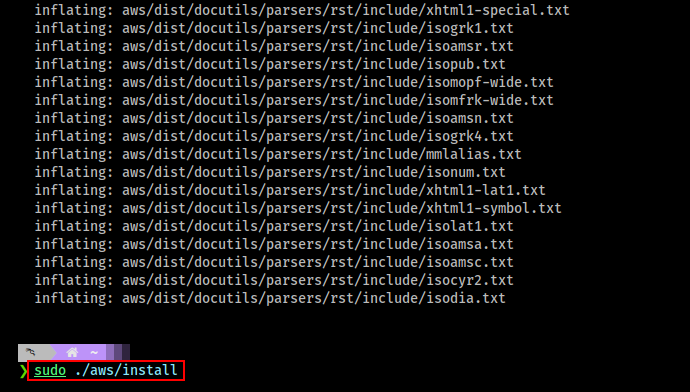 inflating: aws/dist/docutils/parsers/rst/include/xhtml1-special.txt
inflating: aws/dist/docutils/parsers/rst/include/isogrk1.txt
inflating: aws/dist/docutils/parsers/rst/include/isoamsr.txt
inflating: aws/dist/docutils/parsers/rst/include/isopub.txt
inflating: aws/dist/docutils/parsers/rst/include/isomopf-wide.txt
inflating: aws/dist/docutils/parsers/rst/include/isomfrk-wide.txt
inflating: aws/dist/docutils/parsers/rst/include/isoamsn.txt
inflating: aws/dist/docutils/parsers/rst/include/isogrk4.txt
inflating: aws/dist/docutils/parsers/rst/include/mmlalias.txt
inflating: aws/dist/docutils/parsers/rst/include/isonum.txt
inflating: aws/dist/docutils/parsers/rst/include/xhtml1-lat1.txt
inflating: aws/dist/docutils/parsers/rst/include/xhtml1-symbol.txt
inflating: aws/dist/docutils/parsers/rst/include/isolat1.txt
inflating: aws/dist/docutils/parsers/rst/include/isoamsa.txt
inflating: aws/dist/docutils/parsers/rst/include/isoamsc.txt
inflating: aws/dist/docutils/parsers/rst/include/isocyr2.txt
inflating: aws/dist/docutils/parsers/rst/include/isodia.txt
~
❯ sudo ./aws/install